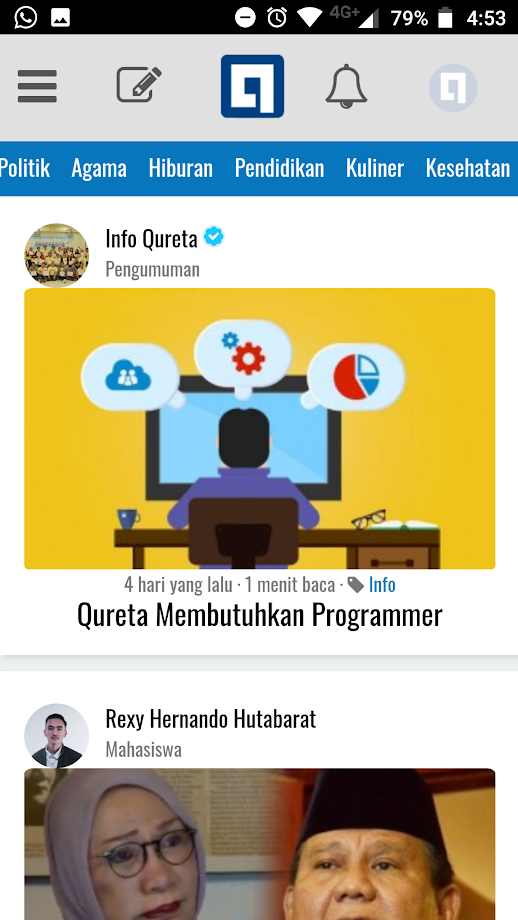 4G+ 79% 4:53
Politik Agama Hiburan Pendidikan Kuliner Kesehatan
Info Qureta
Pengumuman
4 hari yang lalu · 1 menit baca · Info
Qureta Membutuhkan Programmer
Rexy Hernando Hutabarat
Mahasiswa